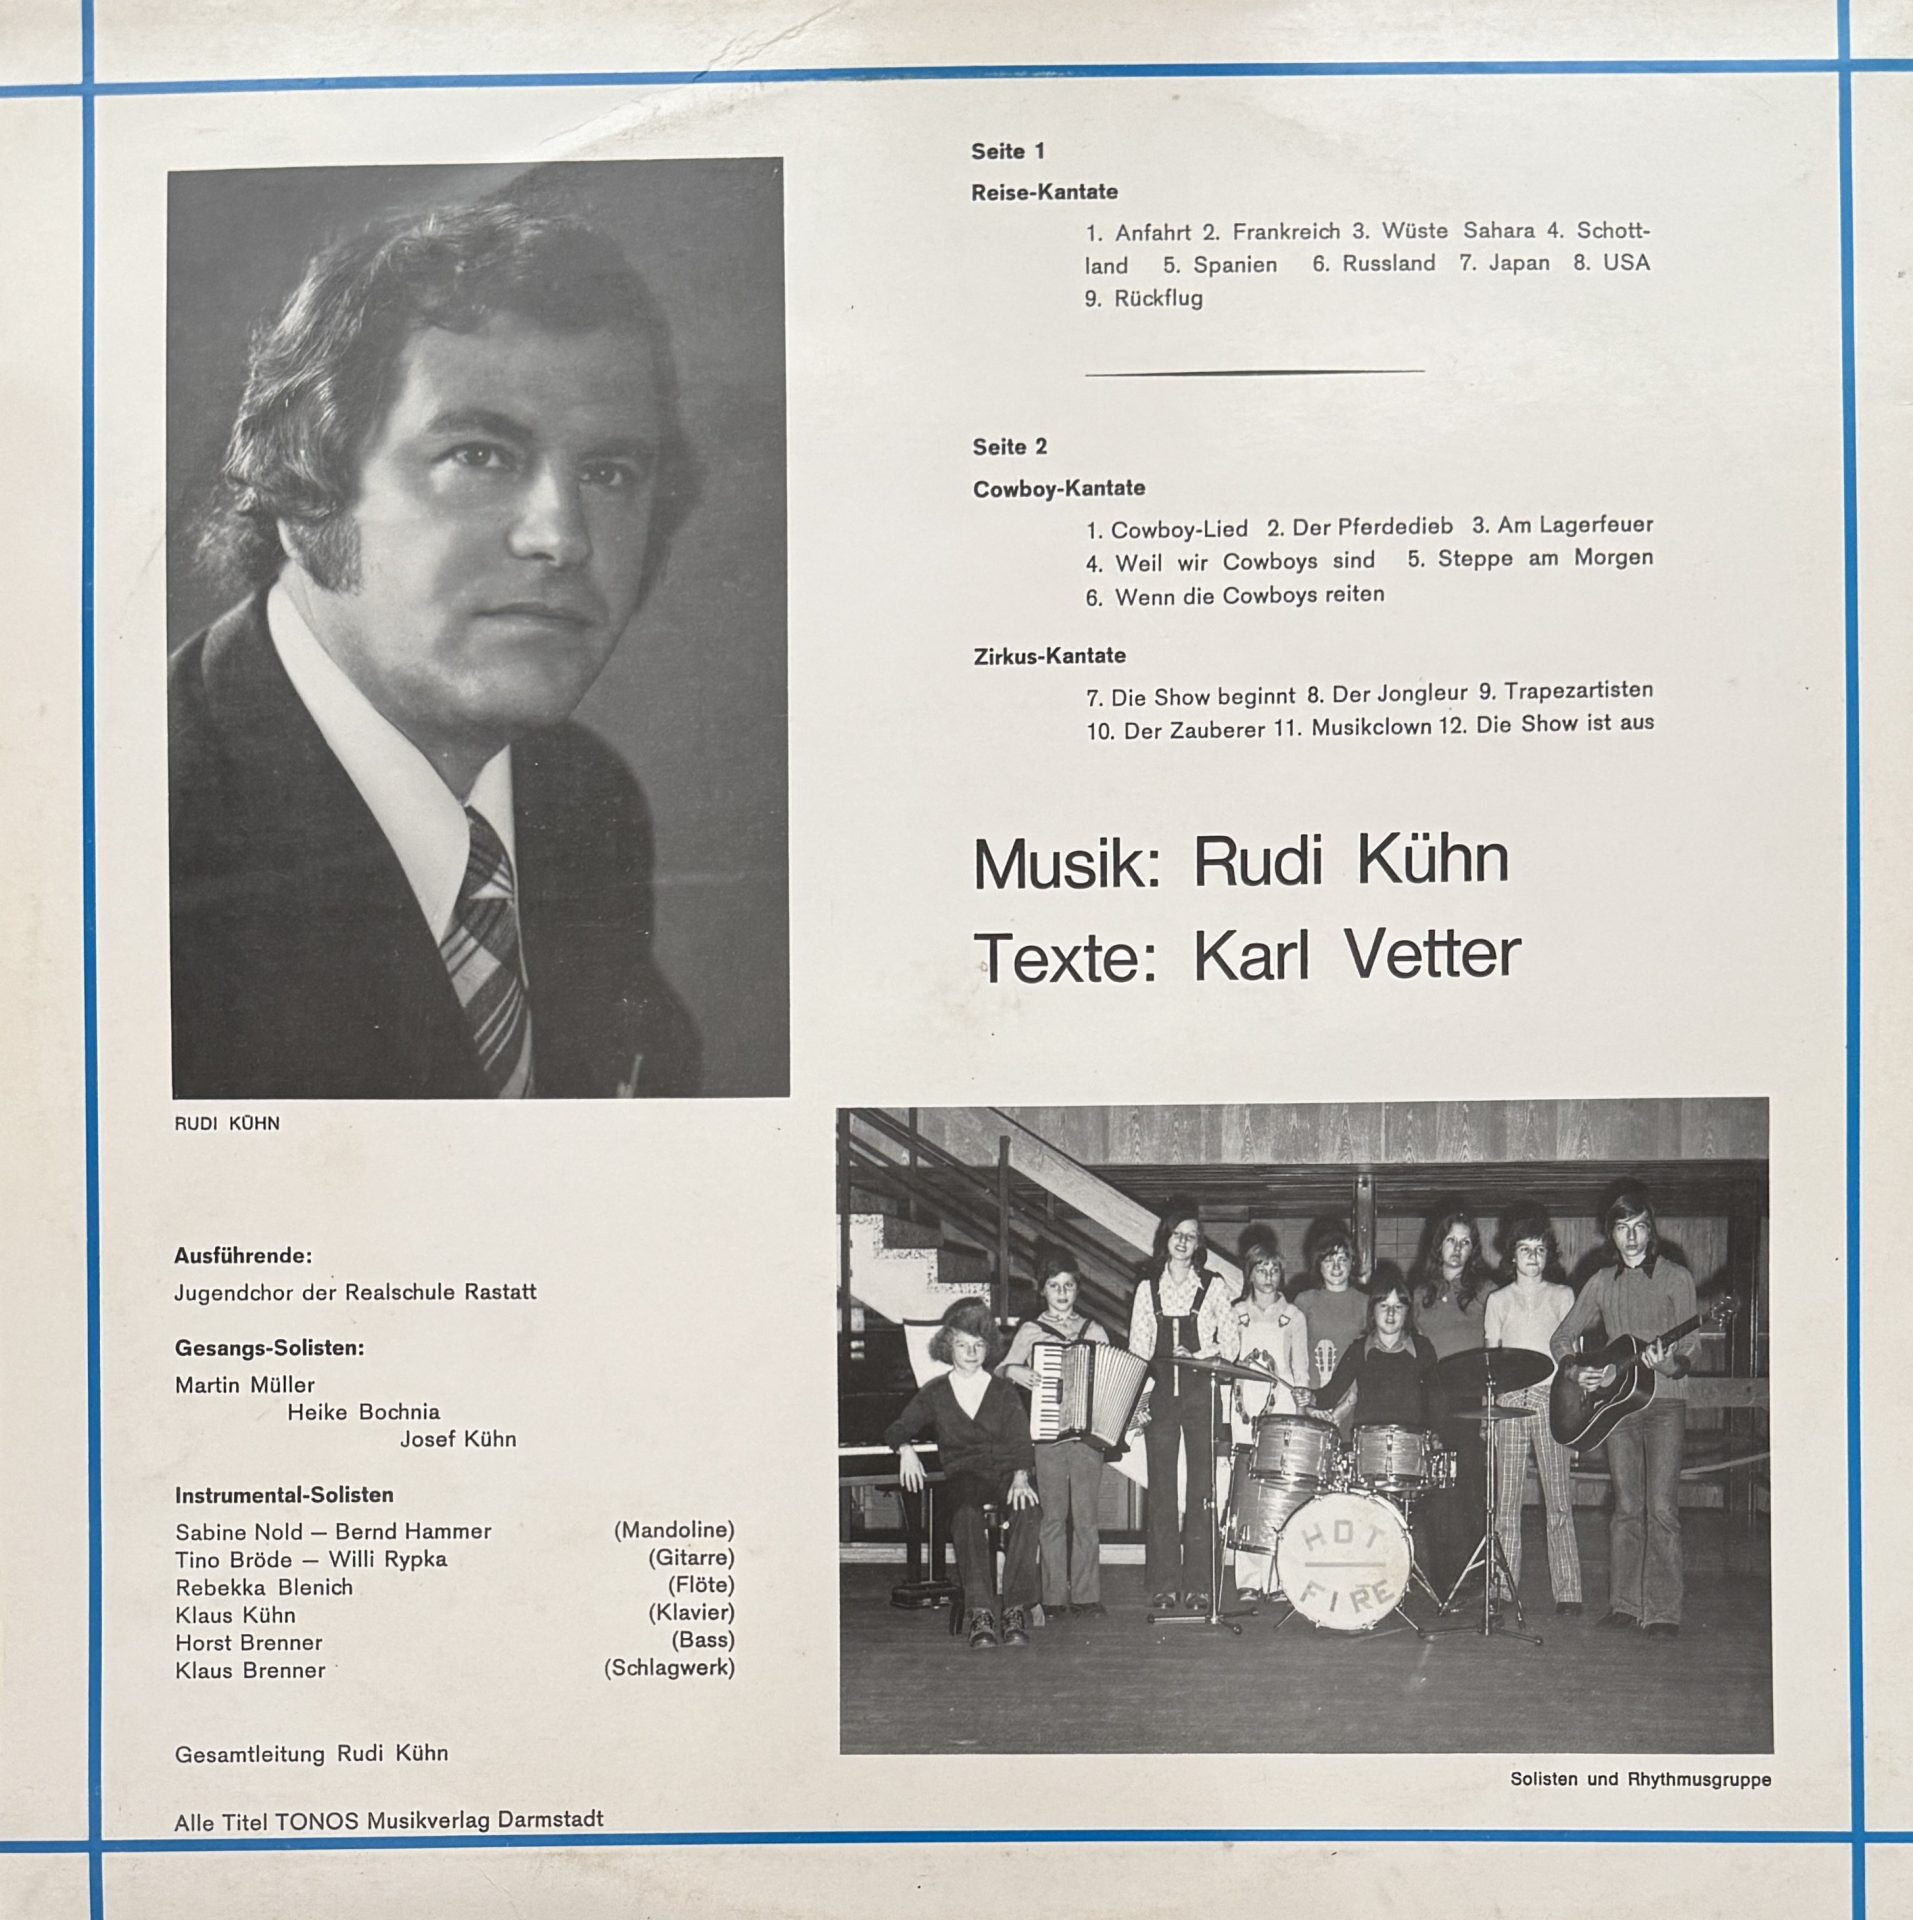 Seite 1
Reise-Kantate
1. Anfahrt 2. Frankreich 3. Wüste Sahara 4. Schott-
land 5. Spanien 6. Russland 7. Japan 8. USA
9. Rückflug
Seite 2
Cowboy-Kantate
1. Cowboy-Lied 2. Der Pferdedieb 3. Am Lagerfeuer
4. Weil wir Cowboys sind 5. Steppe am Morgen
6. Wenn die Cowboys reiten
Zirkus-Kantate
7. Die Show beginnt 8. Der Jongleur 9. Trapezartisten
10. Der Zauberer 11. Musikclown 12. Die Show ist aus
Musik: Rudi Kühn
Texte: Karl Vetter
RUDI KÜHN
Ausführende:
Jugendchor der Realschule Rastatt
Gesangs-Solisten:
Martin Müller
Heike Bochnia
Josef Kühn
Instrumental-Solisten
Sabine Nold — Bernd Hammer (Mandoline)
Tino Bröde — Willi Rypka (Gitarre)
Rebekka Blenich (Flöte)
Klaus Kühn (Klavier)
Horst Brenner (Bass)
Klaus Brenner (Schlagwerk)
Gesamtleitung Rudi Kühn
Alle Titel TONOS Musikverlag Darmstadt
HOT
FIRE
Solisten und Rhythmusgruppe